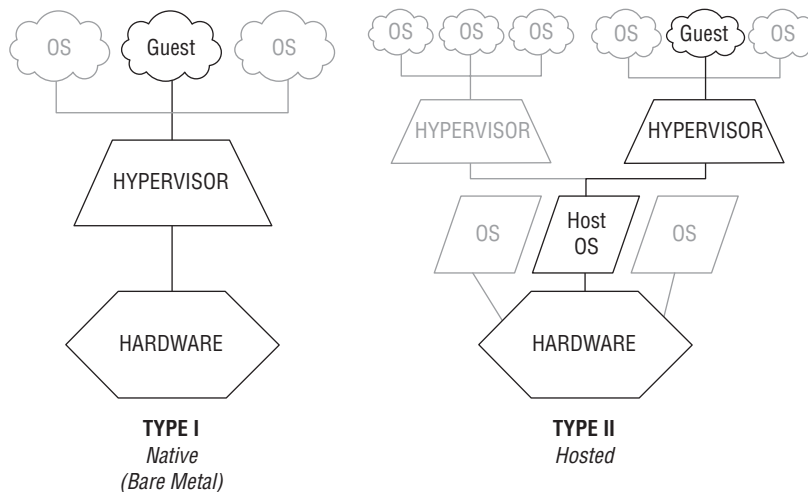 OS
Guest
OS
HYPERVISOR
HARDWARE
TYPE I
Native
(Bare Metal)
OS
OS
OS
OS
Guest
OS
HYPERVISOR
HYPERVISOR
OS
Host
OS
OS
HARDWARE
TYPE II
Hosted